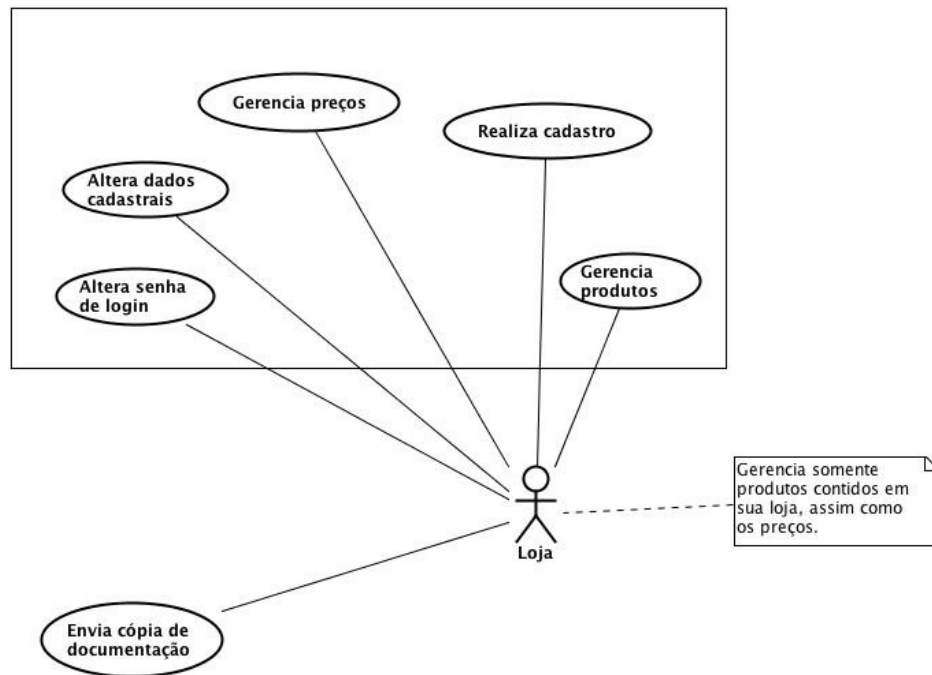 Gerencia preços
Realiza cadastro
Altera dados
cadastrais
Gerencia
produtos
Altera senha
de login
Gerencia somente
produtos contidos em
sua loja, assim como
os preços.
Loja
Envia cópia de
documentação